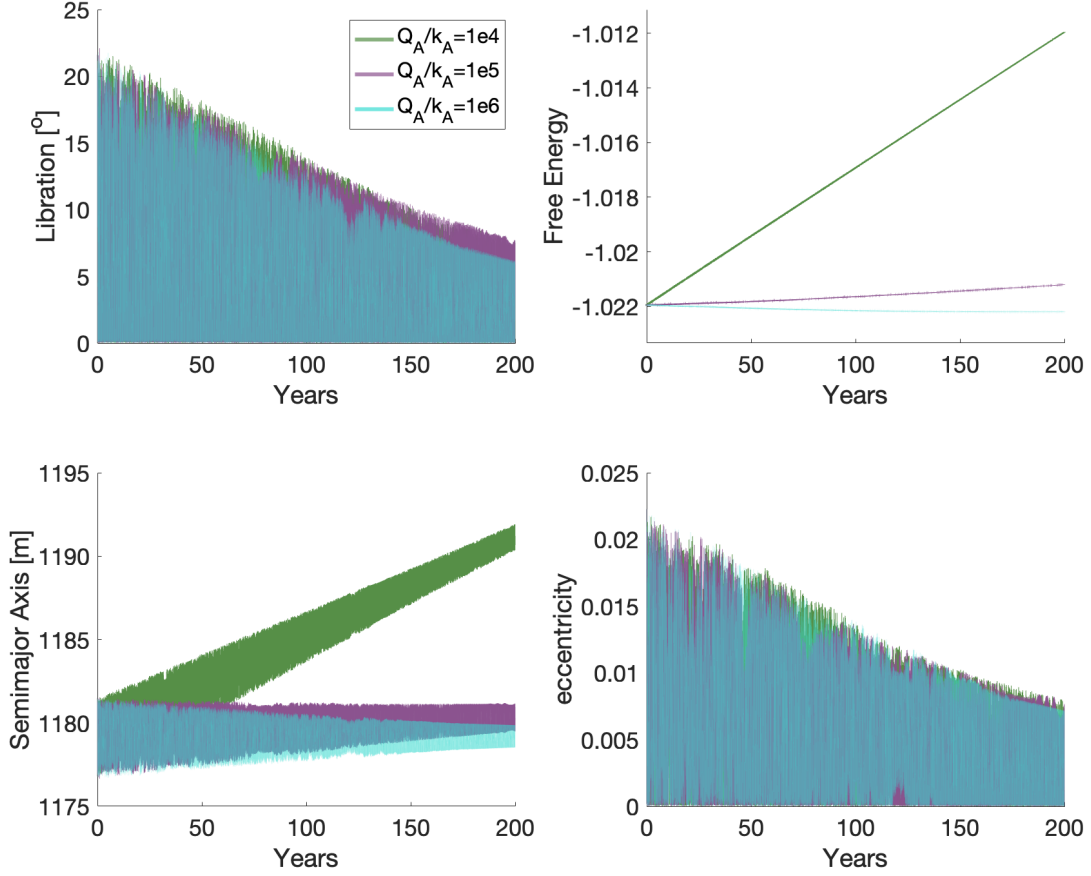 25
20
15
10
5
0
Libration [°]
0 50 100 150 200
Years
Q_A/k_A=1e4
Q_A/k_A=1e5
Q_A/k_A=1e6
-1.012
-1.014
-1.016
-1.018
-1.02
-1.022
Free Energy
0 50 100 150 200
Years
1195
1190
1185
1180
1175
Semimajor Axis [m]
0 50 100 150 200
Years
0.025
0.02
0.015
0.01
0.005
0
eccentricity
0 50 100 150 200
Years